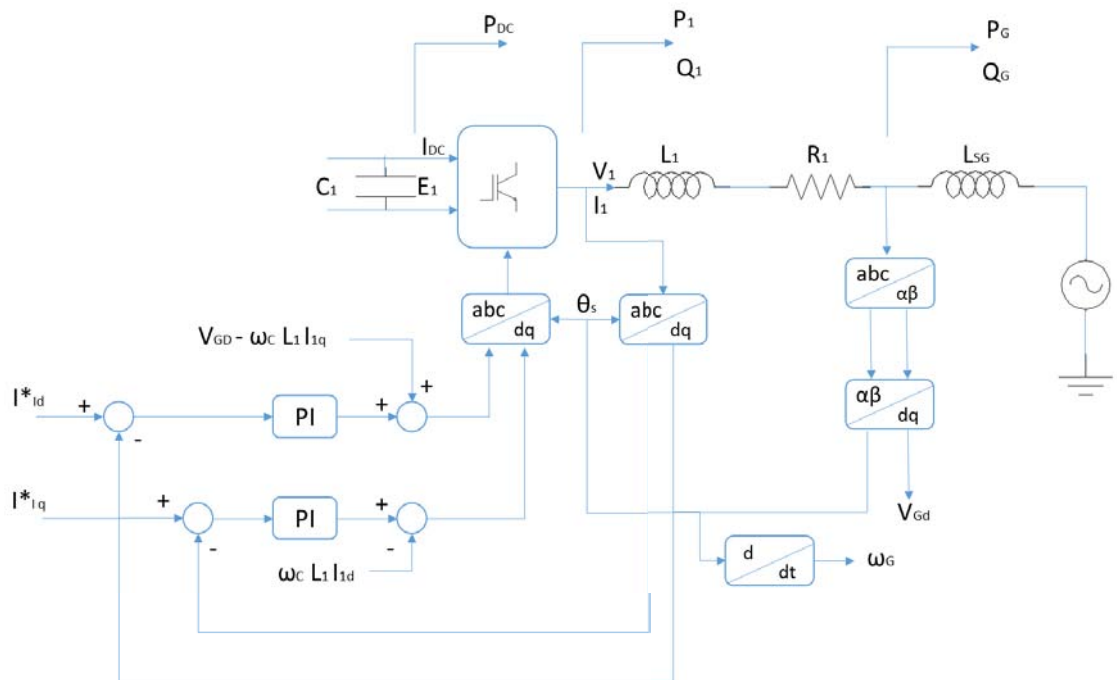 PDC
P1
Q1
PG
QG
IDC
C1
E1
V1
I1
L1
R1
LSG
abc
dq
θs
abc
dq
abc
αβ
αβ
dq
VGD - ωC L1 I1q
+
I*Id
+
-
PI
+
I*Iq
+
-
PI
+
-
ωC L1 I1d
VGd
d
dt
ωG